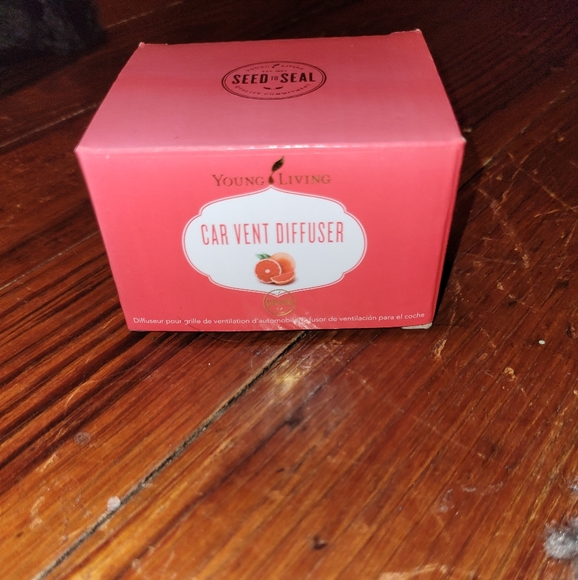 SEED TO SEAL
YOUNG LIVING
CAR VENT DIFFUSER
Diffuseur pour grille de ventilation d'automobile de ventilación para el coche